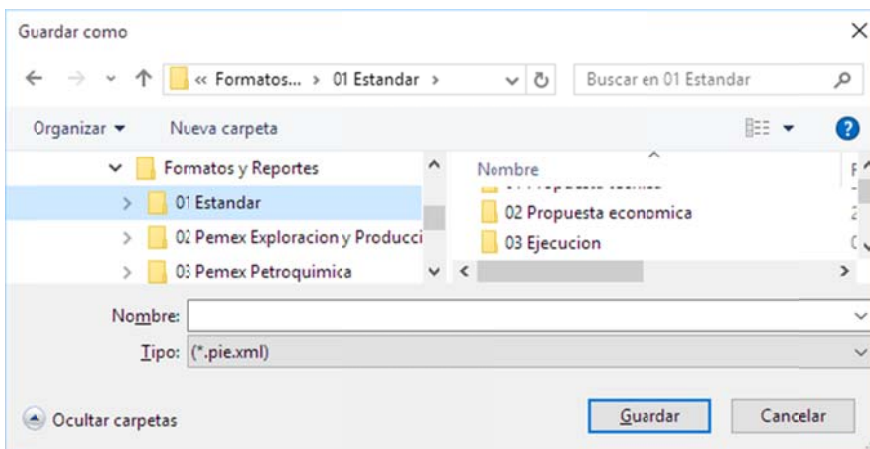 Guardar como
« Formatos... > 01 Estandar >
Buscar en 01 Estandar
Organizar
Nueva carpeta
Formatos y Reportes
01 Estandar
02 Pemex Exploracion y Producci
03 Pemex Petroquimica
Nombre
02 Propuesta economica
03 Ejecucion
Nombre:
Tipo: (*.pie.xml)
Ocultar carpetas
Guardar
Cancelar